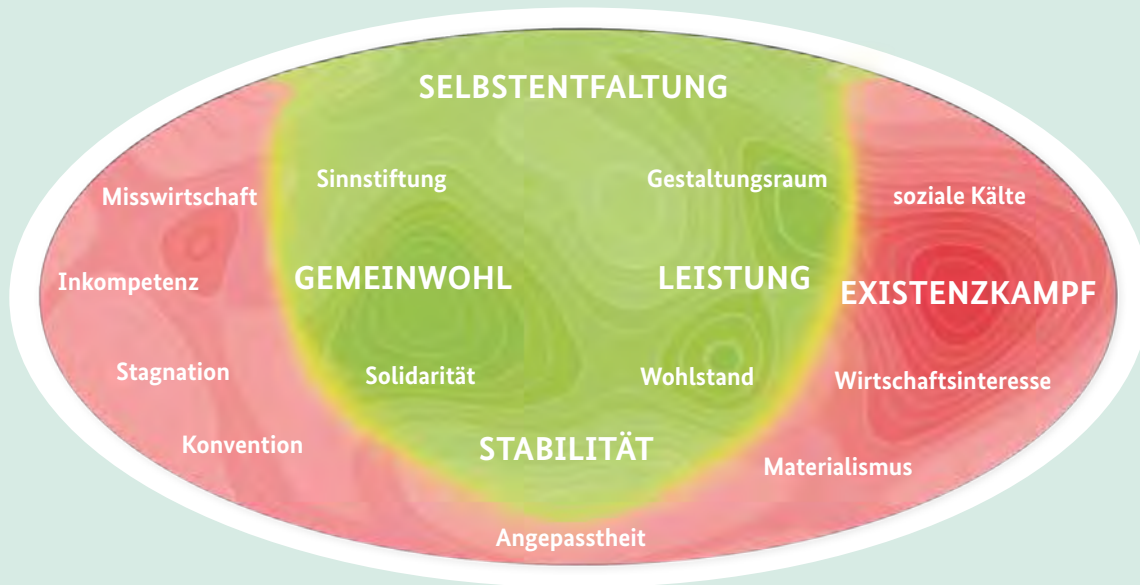 SELBSTENTFALTUNG
Sinnstiftung
Gestaltungsraum
Misswirtschaft
soziale Kälte
Inkompetenz
GEMEINWOHL
LEISTUNG
EXISTENZKAMPF
Stagnation
Solidarität
Wohlstand
Wirtschaftsinteresse
Konvention
STABILITÄT
Materialismus
Angepasstheit